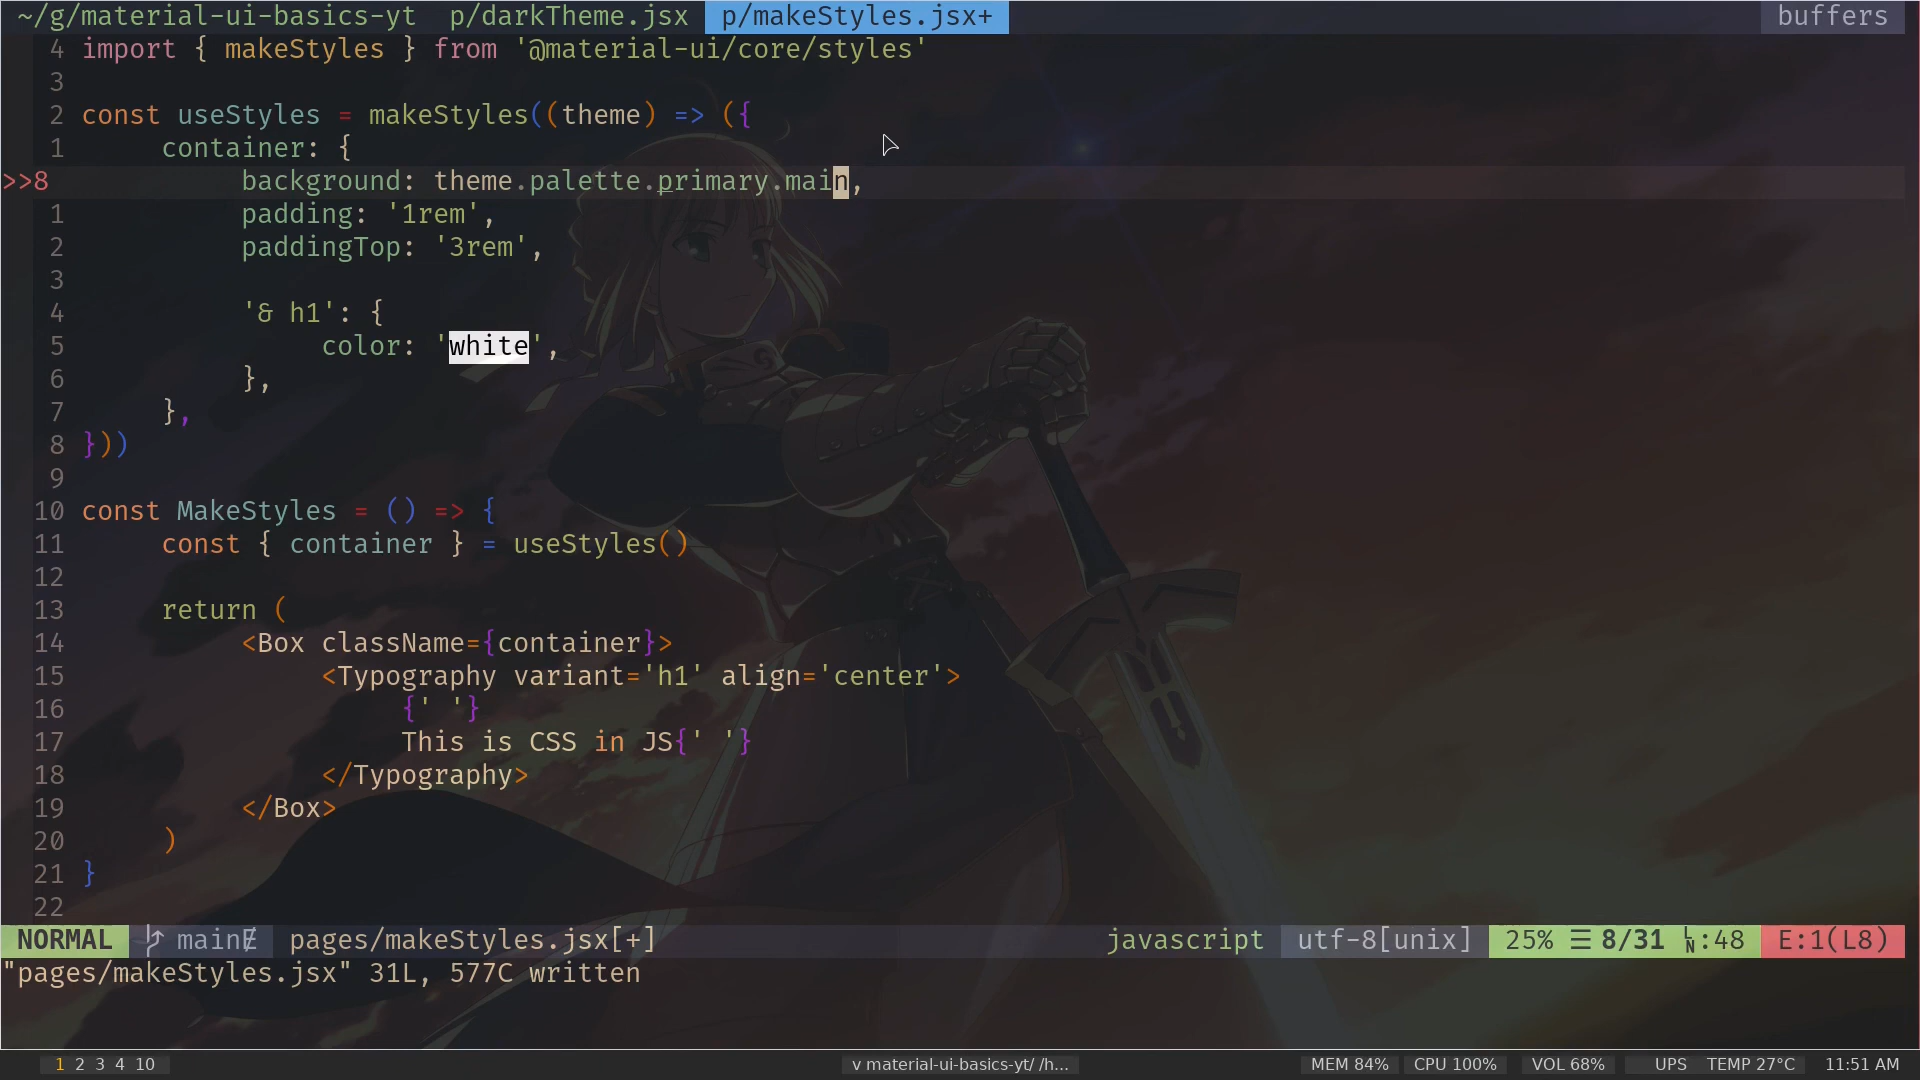 ~/g/material-ui-basics-yt p/darkTheme.jsx p/makeStyles.jsx+ buffers
4 import { makeStyles } from '@material-ui/core/styles'
3
2 const useStyles = makeStyles((theme) => ({
1 container: {
>>8 background: theme.palette.primary.main,
1 padding: '1rem',
2 paddingTop: '3rem',
3
4 '& h1': {
5 color: 'white',
6 },
7 },
8 }))
9
10 const MakeStyles = () => {
11 const { container } = useStyles()
12
13 return (
14 <Box className={container}>
15 <Typography variant='h1' align='center'>
16 {' '}
17 This is CSS in JS{' '}
18 </Typography>
19 </Box>
20 )
21 }
22
NORMAL main pages/makeStyles.jsx[+] javascript utf-8[unix] 25% ☰ 8/31 LN:48 E:1(L8)
"pages/makeStyles.jsx" 31L, 577C written
1 2 3 4 10 v material-ui-basics-yt/ /h... MEM 84% CPU 100% VOL 68% UPS TEMP 27°C 11:51 AM